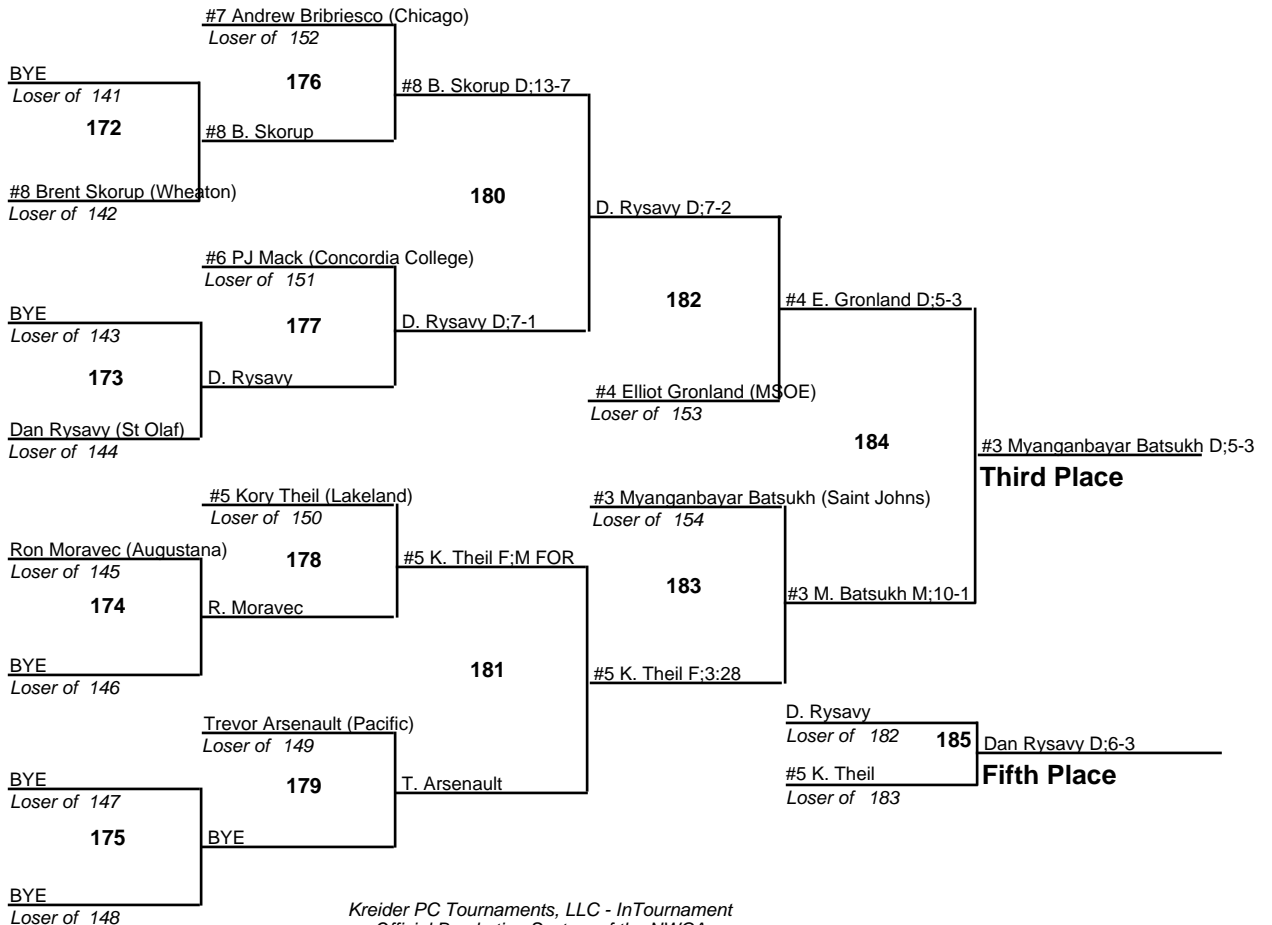 #7 Andrew Bribriesco (Chicago)
Loser of 152
BYE
Loser of 141
176
#8 B. Skorup D;13-7
172
#8 B. Skorup
#8 Brent Skorup (Wheaton)
Loser of 142
180
D. Rysavy D;7-2
#6 PJ Mack (Concordia College)
Loser of 151
BYE
Loser of 143
177
D. Rysavy D;7-1
182
#4 E. Gronland D;5-3
173
D. Rysavy
#4 Elliot Gronland (MSOE)
Loser of 153
Dan Rysavy (St Olaf)
Loser of 144
184
#3 Myanganbayar Batsukh D;5-3
Third Place
#5 Kory Theil (Lakeland)
Loser of 150
#3 Myanganbayar Batsukh (Saint Johns)
Loser of 154
Ron Moravec (Augustana)
Loser of 145
178
#5 K. Theil F;M FOR
183
174
R. Moravec
#3 M. Batsukh M;10-1
BYE
Loser of 146
181
#5 K. Theil F;3:28
Trevor Arsenault (Pacific)
Loser of 149
D. Rysavy
Loser of 182
185
Dan Rysavy D;6-3
Fifth Place
#5 K. Theil
Loser of 183
BYE
Loser of 147
179
T. Arsenault
175
BYE
BYE
Loser of 148
Kreider PC Tournaments, LLC - InTournament